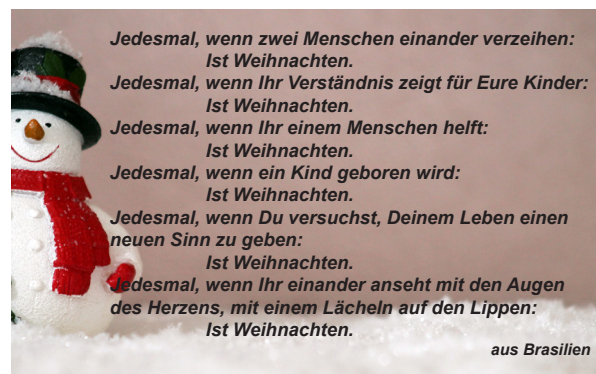 Jedesmal, wenn zwei Menschen einander verzeihen:
Ist Weihnachten.
Jedesmal, wenn Ihr Verständnis zeigt für Eure Kinder:
Ist Weihnachten.
Jedesmal, wenn Ihr einem Menschen helft:
Ist Weihnachten.
Jedesmal, wenn ein Kind geboren wird:
Ist Weihnachten.
Jedesmal, wenn Du versuchst, Deinem Leben einen
neuen Sinn zu geben:
Ist Weihnachten.
Jedesmal, wenn Ihr einander anseht mit den Augen
des Herzens, mit einem Lächeln auf den Lippen:
Ist Weihnachten.
aus Brasilien